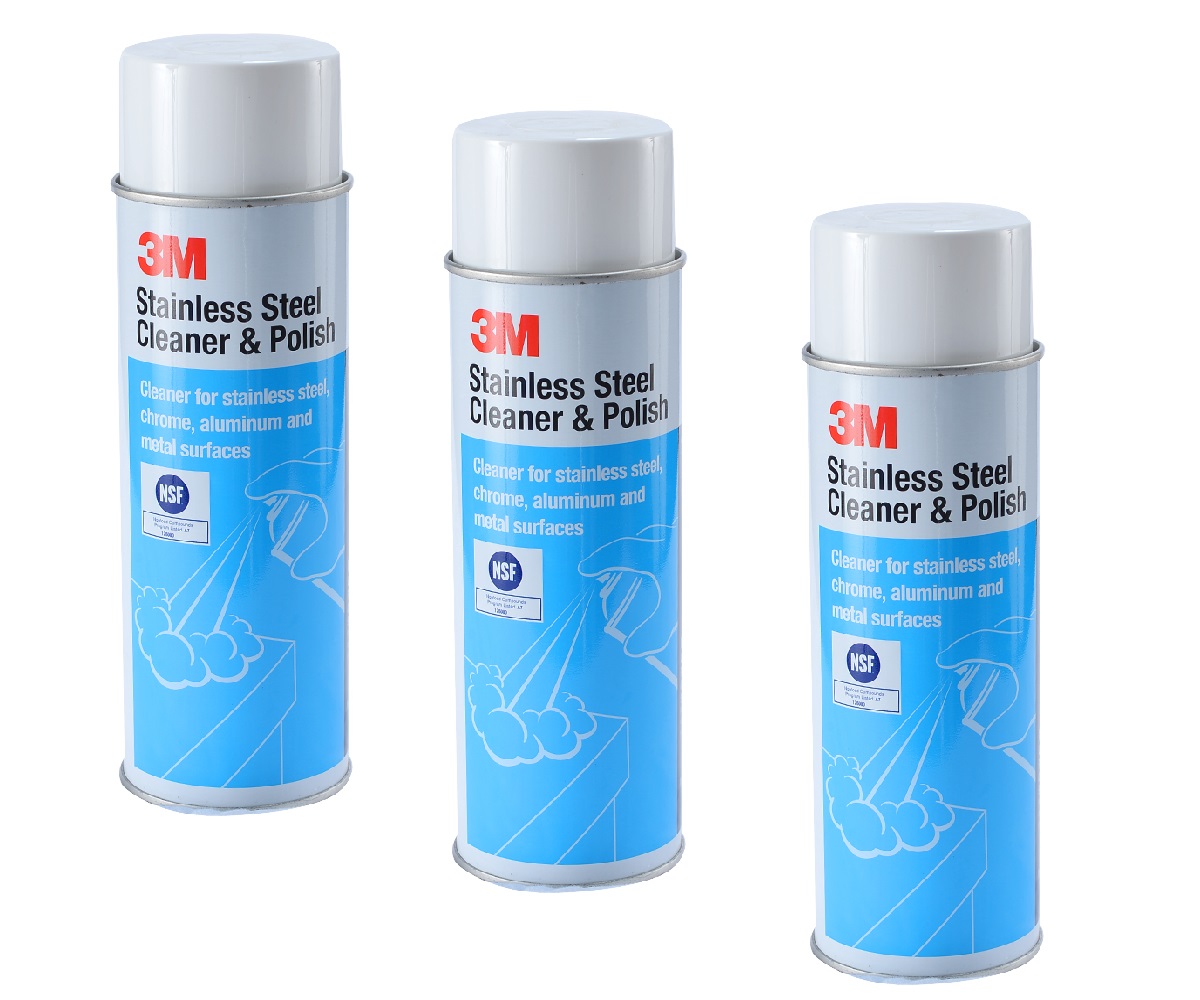 3M
Stainless Steel
Cleaner & Polish
Cleaner for stainless steel,
chrome, aluminum and
metal surfaces
NSF
3M
Stainless Steel
Cleaner & Polish
Cleaner for stainless steel,
chrome, aluminum and
metal surfaces
NSF
3M
Stainless Steel
Cleaner & Polish
Cleaner for stainless steel,
chrome, aluminum and
metal surfaces
NSF